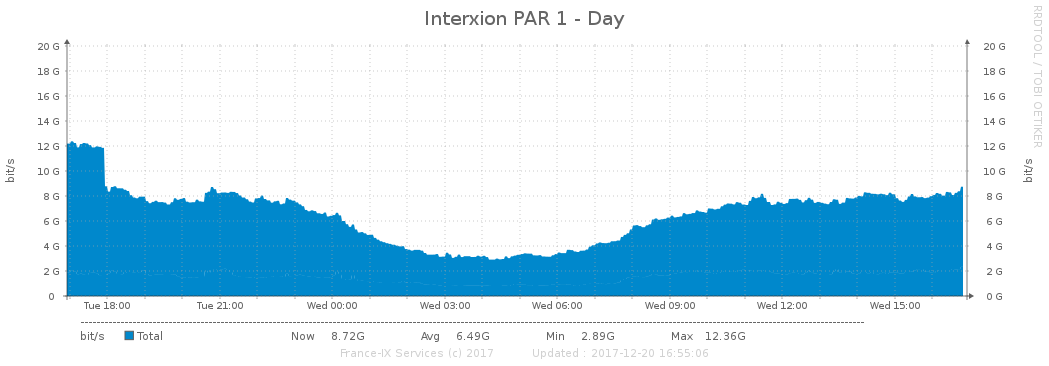 Interxion PAR 1 - Day
RRDTOOL / TOBI OETIKER
bit/s
20 G
18 G
16 G
14 G
12 G
10 G
8 G
6 G
4 G
2 G
0
20 G
18 G
16 G
14 G
12 G
10 G
8 G
6 G
4 G
2 G
0 G
bit/s
Tue 18:00 Tue 21:00 Wed 00:00 Wed 03:00 Wed 06:00 Wed 09:00 Wed 12:00 Wed 15:00
bit/s Total Now 8.72G Avg 6.49G Min 2.89G Max 12.36G
France-IX Services (c) 2017 Updated : 2017-12-20 16:55:06